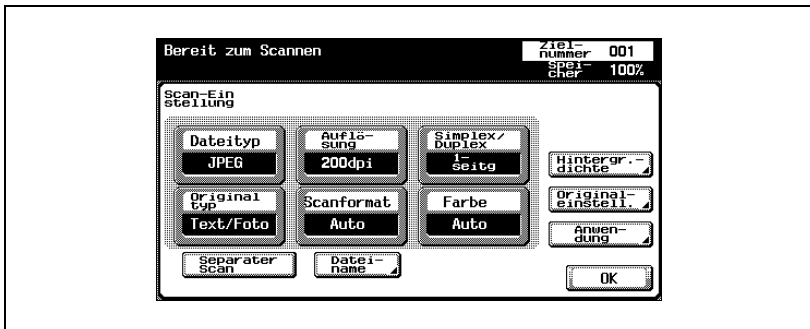 Bereit zum Scannen
Ziel-
nummer 001
Spei-
cher 100%
Scan-Ein
stellung
Dateityp
JPEG
Auflö-
sung
200dpi
Simplex/
Duplex
1-
seitg
Hintergr.-
dichte
Original
typ
Text/Foto
Scanformat
Auto
Farbe
Auto
Original-
einstell.
Anwen-
dung
Separater
Scan
Datei-
name
OK